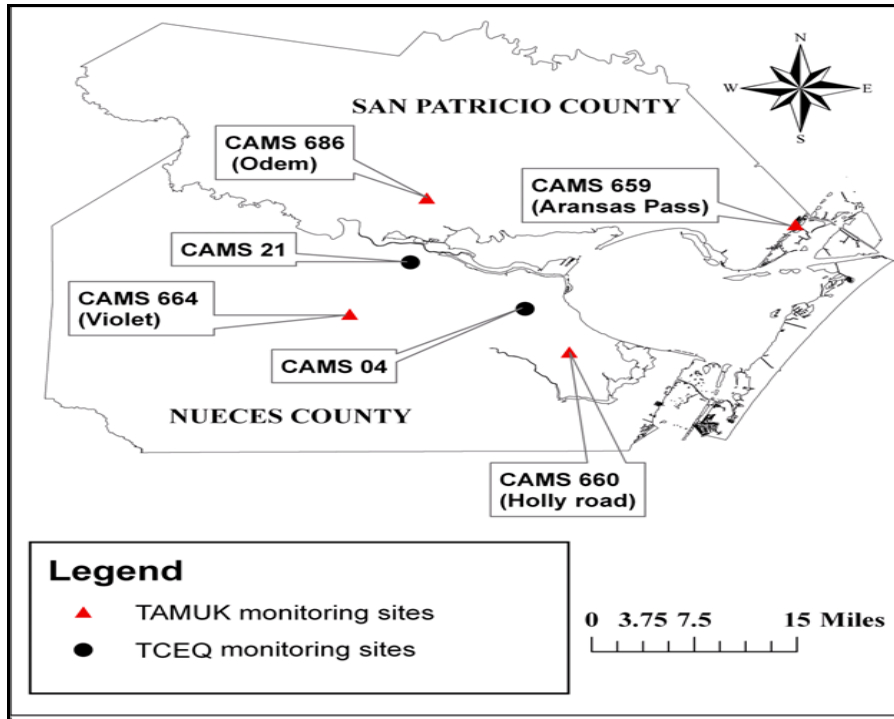 N
W E
S
SAN PATRICIO COUNTY
CAMS 686
(Odem)
CAMS 659
(Aransas Pass)
CAMS 21
CAMS 664
(Violet)
CAMS 04
NUECES COUNTY
CAMS 660
(Holly road)
Legend
TAMUK monitoring sites
TCEQ monitoring sites
0 3.75 7.5 15 Miles